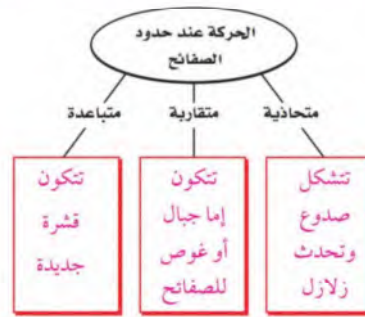 الحركة عند حدود
الصفائح
متحاذية
متقاربة
متباعدة
تتشكل
صدوع
وتحدث
زلازل
تتكون
إما جبال
أو غوص
للصفائح
تتكون
قشرة
جديدة